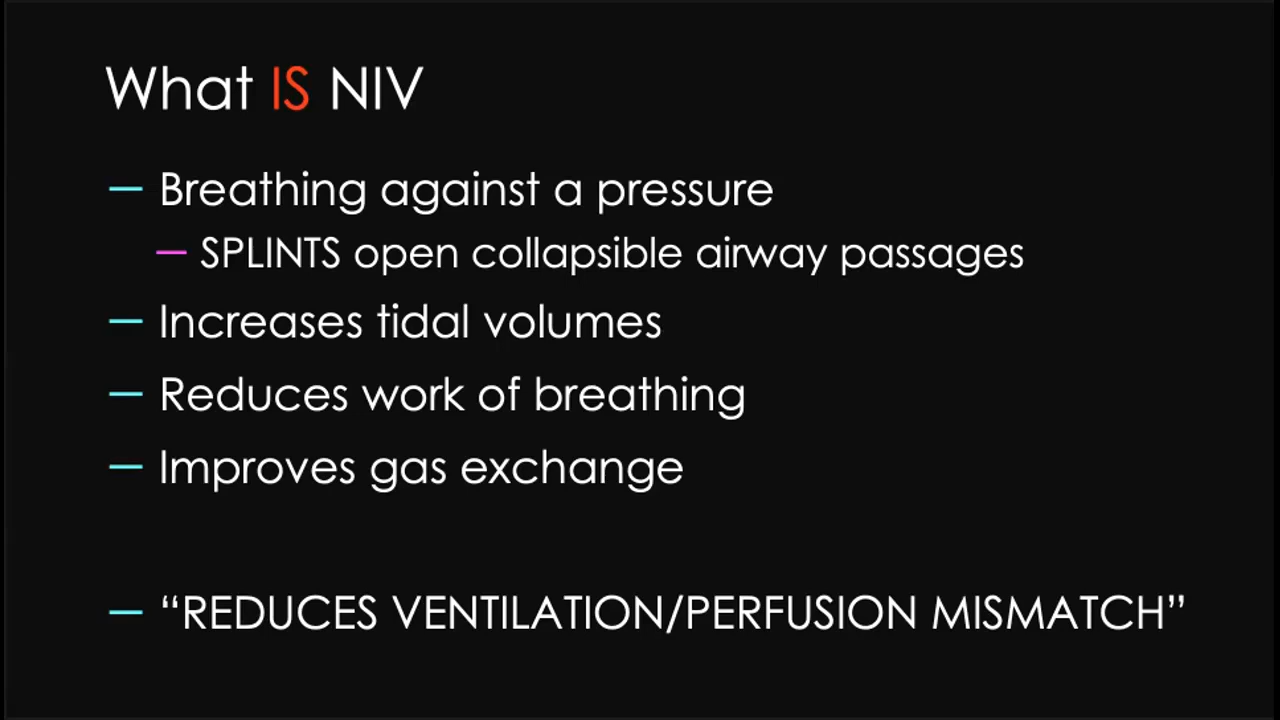 What IS NIV
— Breathing against a pressure
— SPLINTS open collapsible airway passages
— Increases tidal volumes
— Reduces work of breathing
— Improves gas exchange
— “REDUCES VENTILATION/PERFUSION MISMATCH”